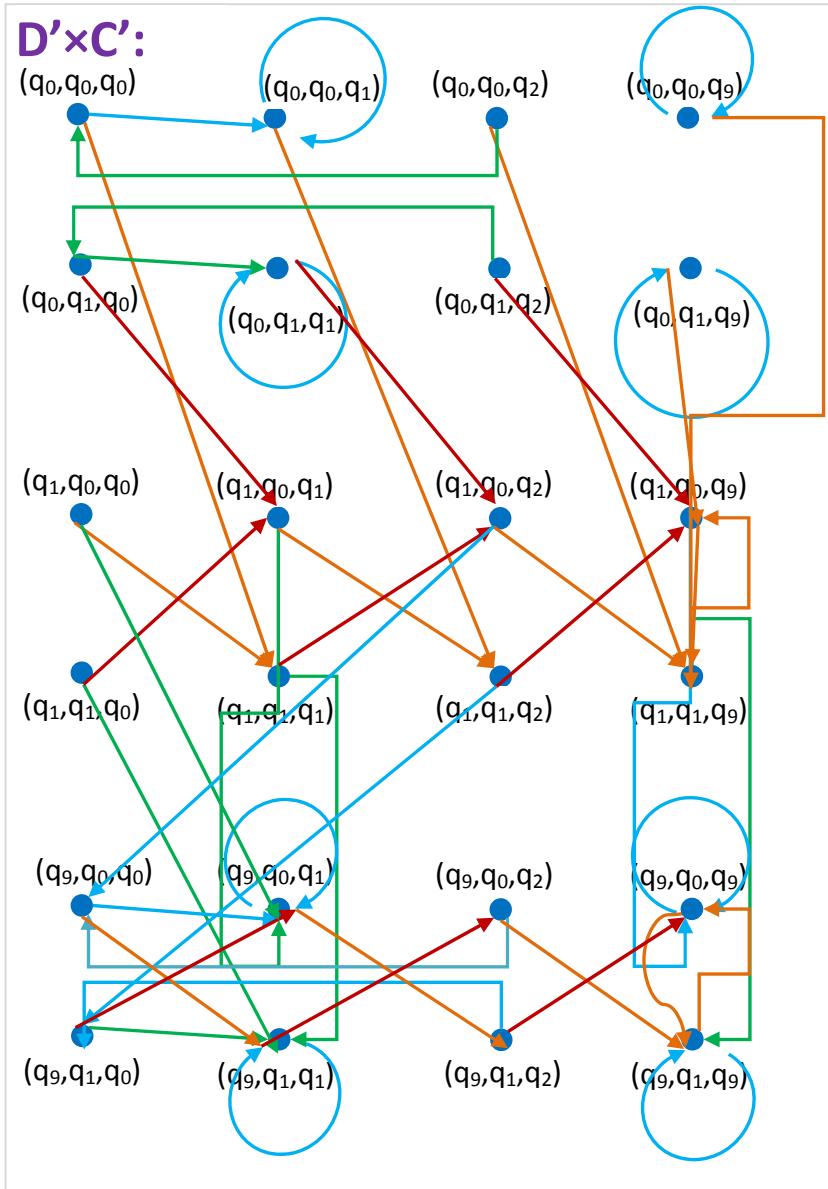 D’×C’:
(q₀,q₀,q₀) (q₀,q₀,q₁) (q₀,q₀,q₂) (q₀,q₀,q₉)
(q₀,q₁,q₀) (q₀,q₁,q₁) (q₀,q₁,q₂) (q₀,q₁,q₉)
(q₁,q₀,q₀) (q₁,q₀,q₁) (q₁,q₀,q₂) (q₁,q₀,q₉)
(q₁,q₁,q₀) (q₁,q₁,q₁) (q₁,q₁,q₂) (q₁,q₁,q₉)
(q₉,q₀,q₀) (q₉,q₀,q₁) (q₉,q₀,q₂) (q₉,q₀,q₉)
(q₉,q₁,q₀) (q₉,q₁,q₁) (q₉,q₁,q₂) (q₉,q₁,q₉)